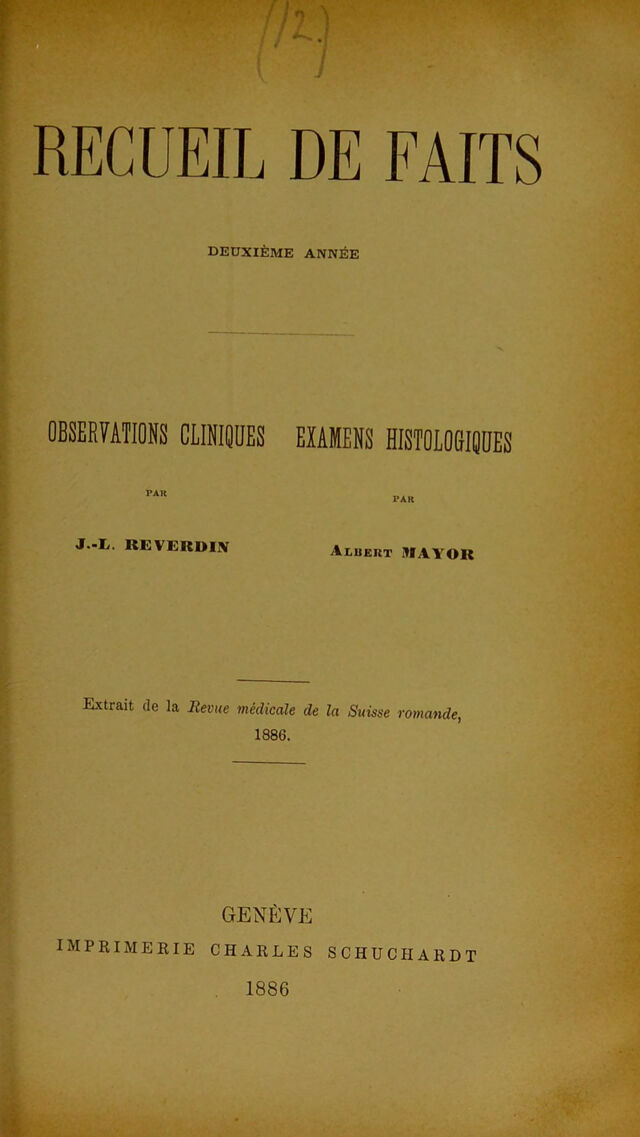 (12.)
RECUEIL DE FAITS
DEUXIÈME ANNÉE
OBSERVATIONS CLINIQUES
PAR
J.-L. REVERDIN
EXAMENS HISTOLOGIQUES
PAR
ALBERT MAYOR
Extrait de la Revue médicale de la Suisse romande,
1886.
GENÈVE
IMPRIMERIE CHARLES SCHUCHARDT
1886